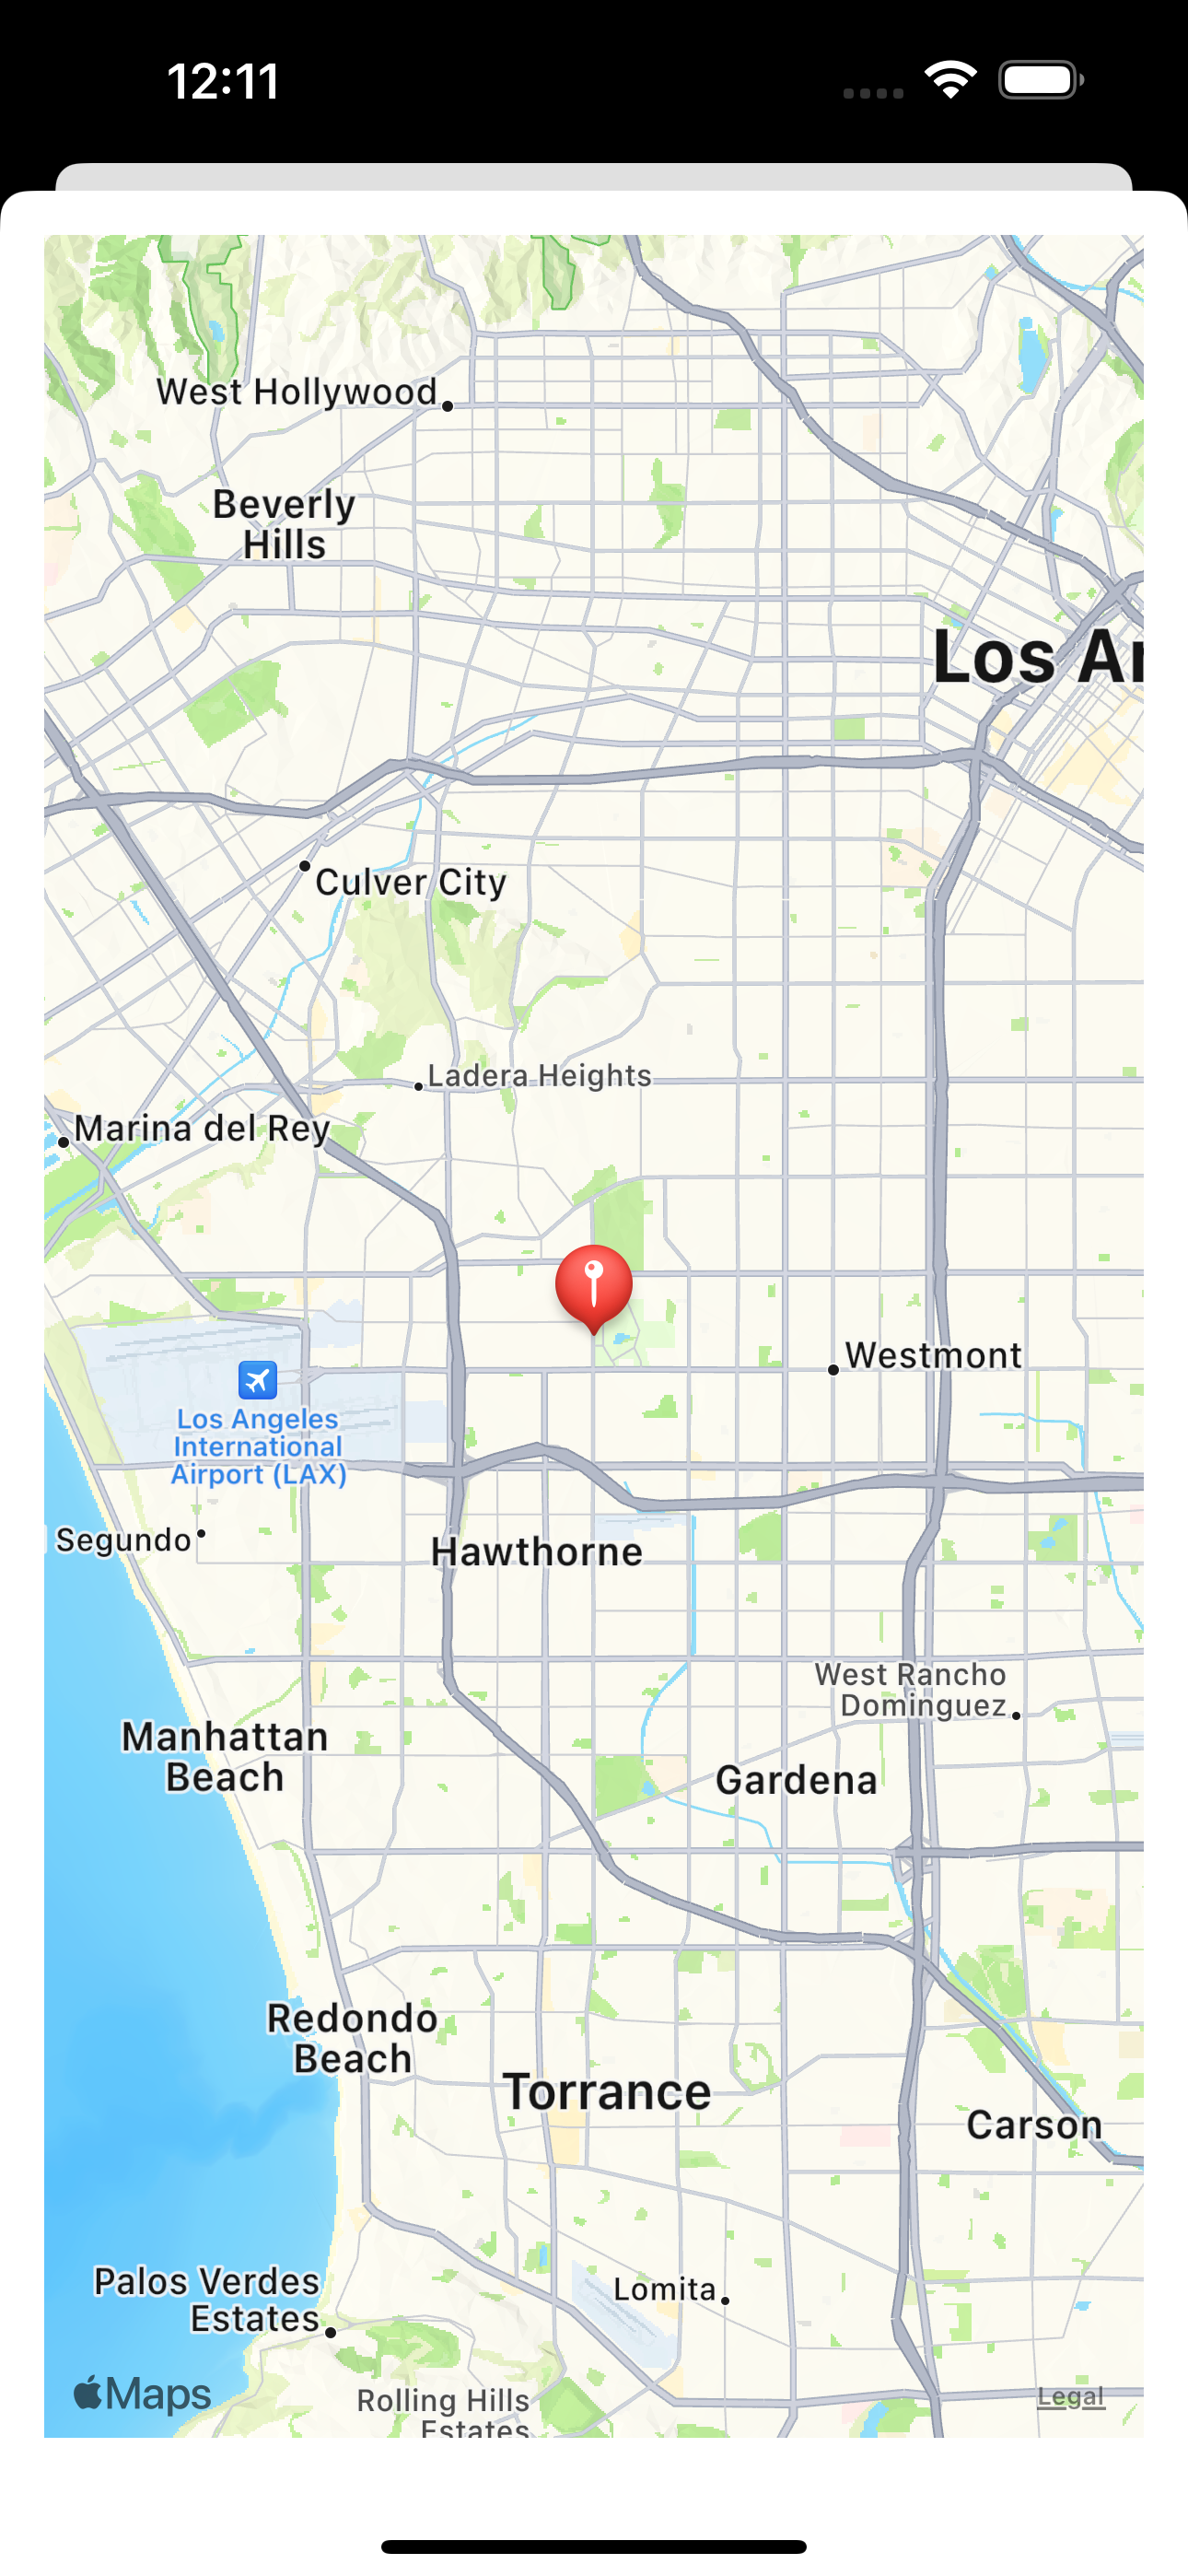 12:11
West Hollywood
Beverly
Hills
Los Ar
Culver City
Ladera Heights
Marina del Rey
Westmont
Los Angeles
International
Airport (LAX)
Segundo
Hawthorne
West Rancho
Dominguez
Manhattan
Beach
Gardena
Redondo
Beach
Torrance
Carson
Palos Verdes
Estates
Lomita
Maps
Rolling Hills
Estates
Legal